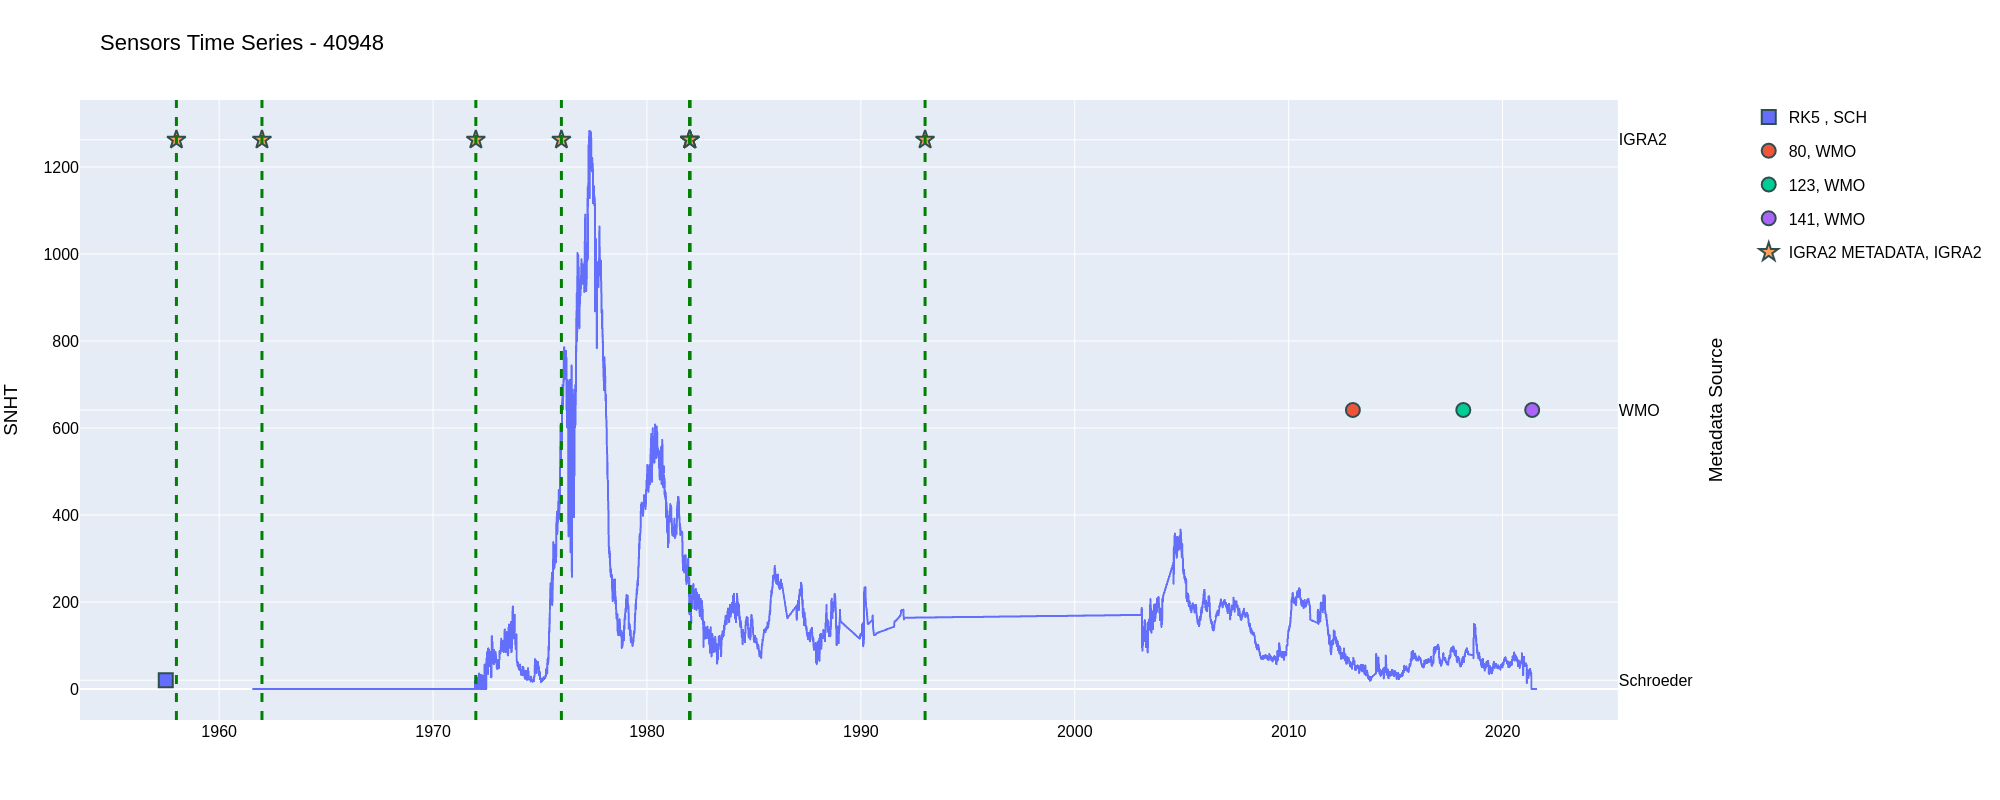 Sensors Time Series - 40948
RK5 , SCH
80, WMO
123, WMO
141, WMO
IGRA2 METADATA, IGRA2
IGRA2
WMO
Schroeder
Metadata Source
SNHT
1200
1000
800
600
400
200
0
1960
1970
1980
1990
2000
2010
2020